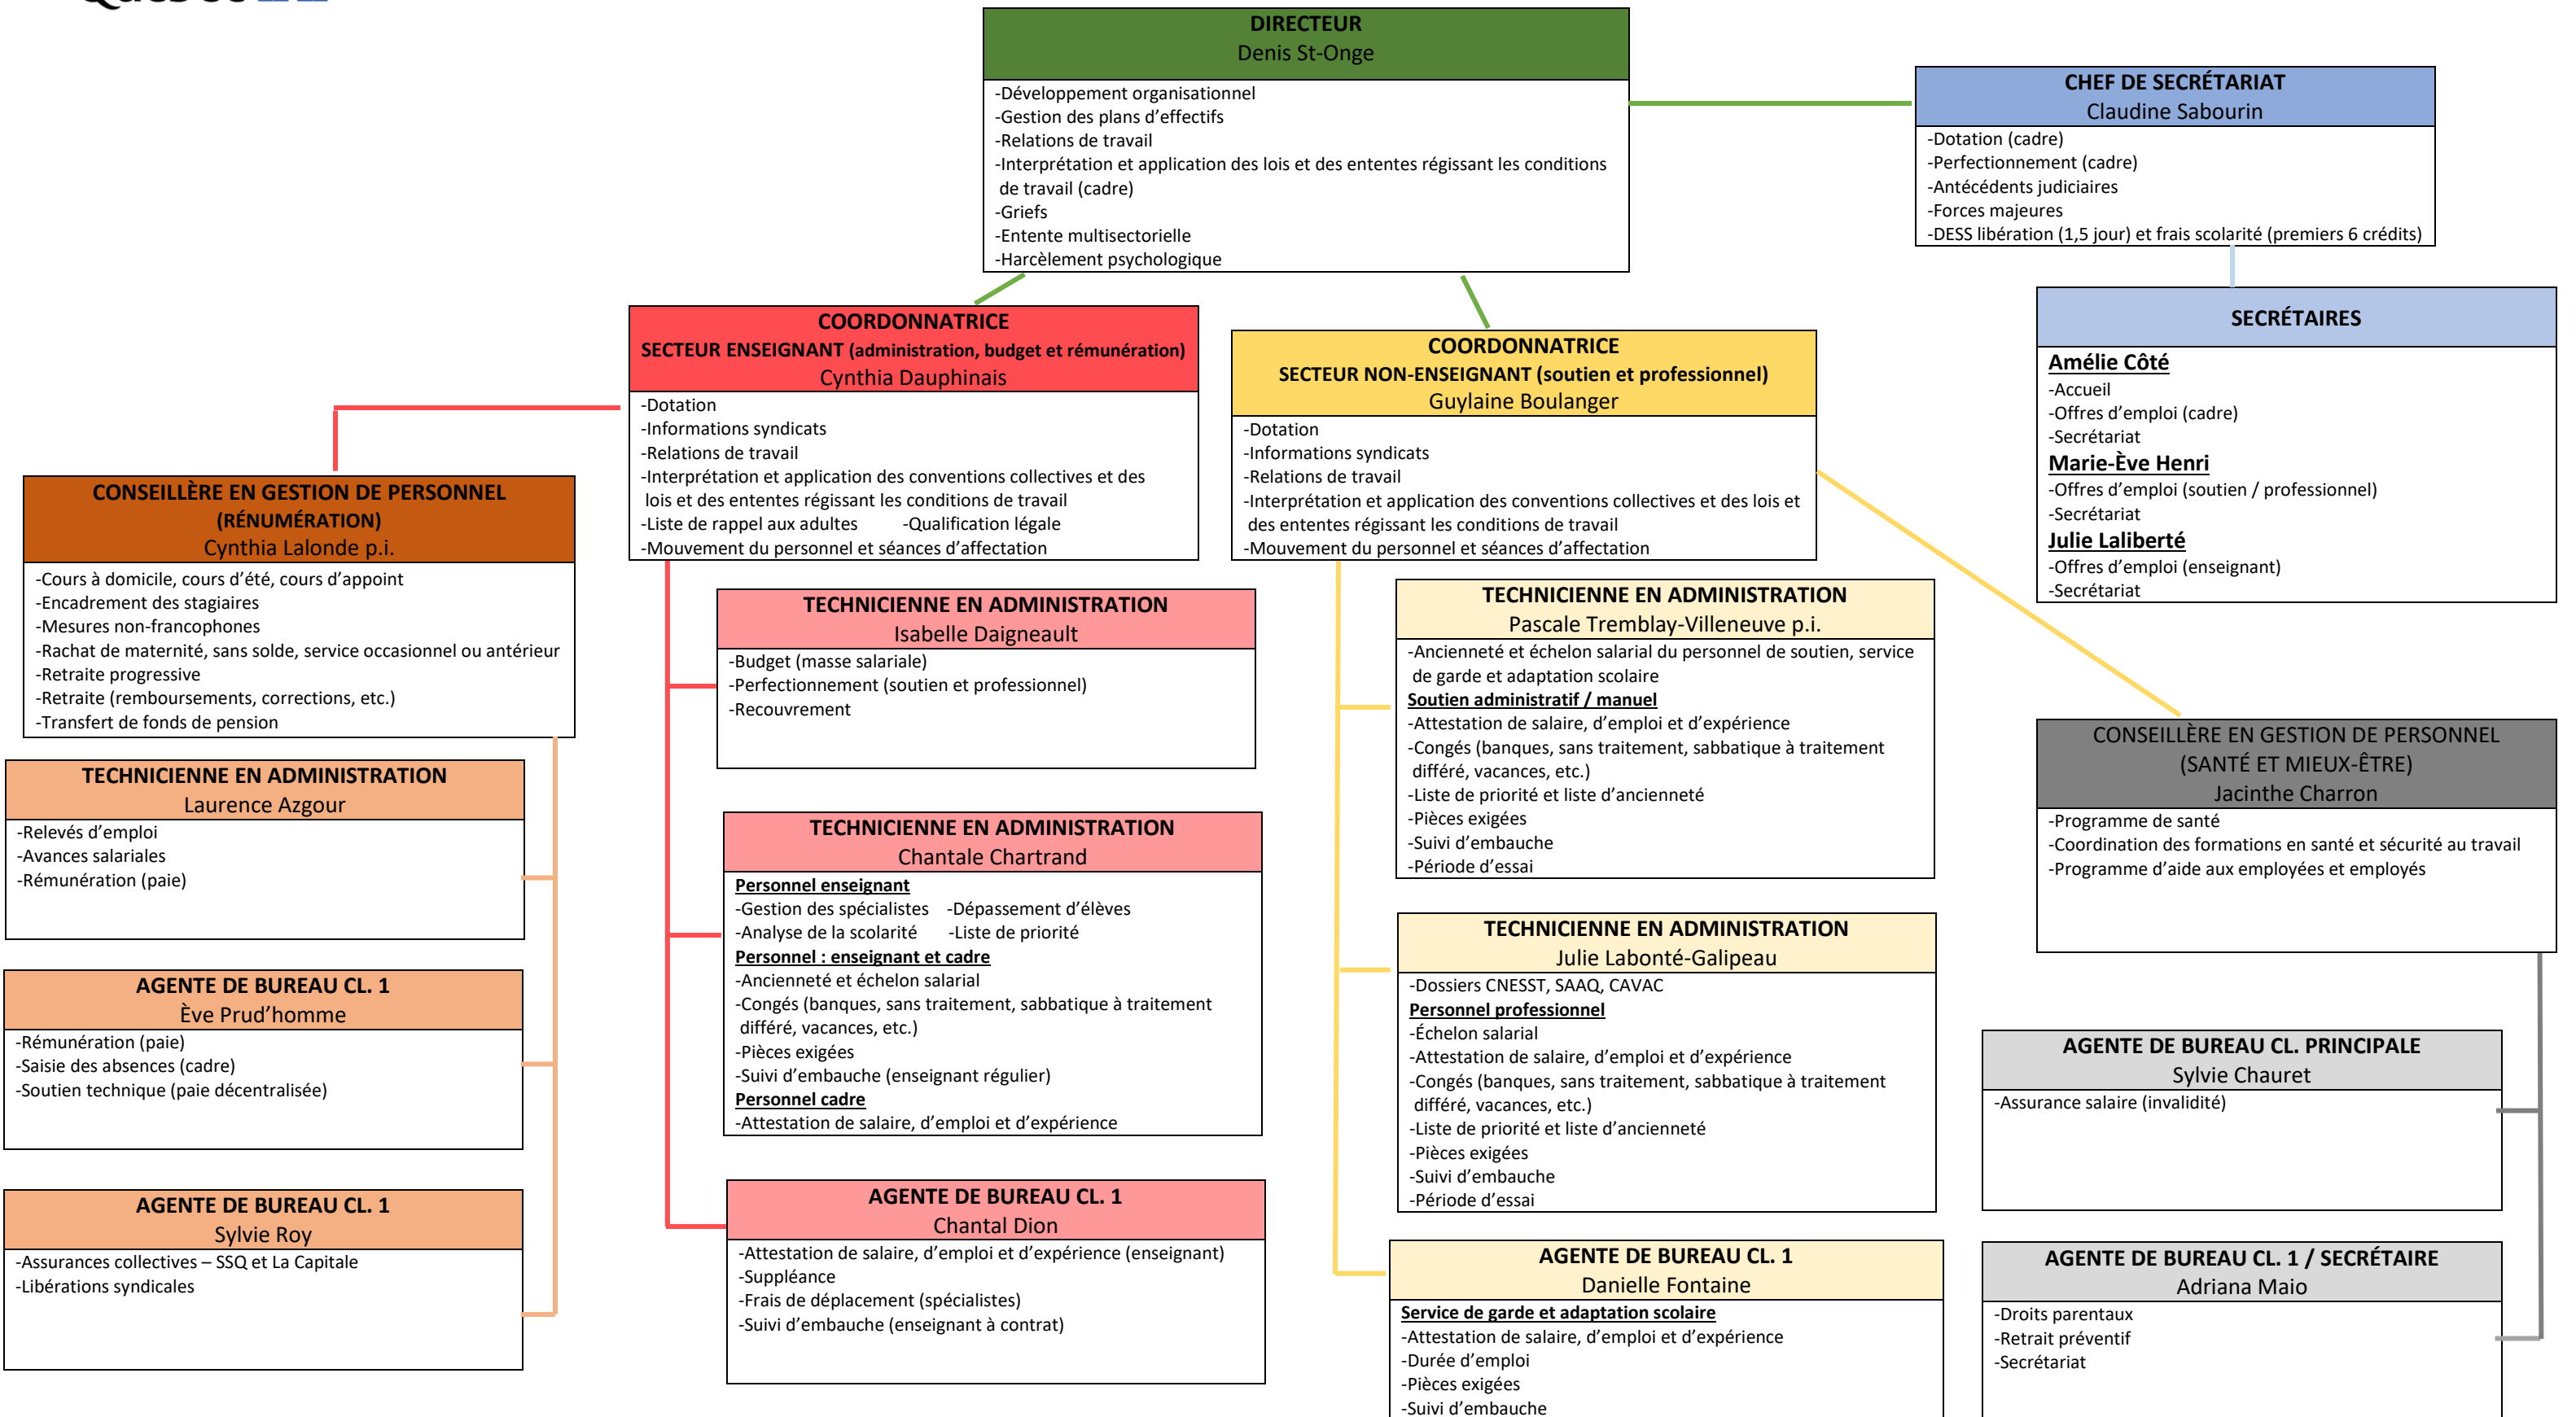 DIRECTEUR
Denis St-Onge
-Développement organisationnel
-Gestion des plans d’effectifs
-Relations de travail
-Interprétation et application des lois et des ententes régissant les conditions
de travail (cadre)
-Griefs
-Entente multisectorielle
-Harcèlement psychologique
CHEF DE SECRÉTARIAT
Claudine Sabourin
-Dotation (cadre)
-Perfectionnement (cadre)
-Antécédents judiciaires
-Forces majeures
-DESS libération (1,5 jour) et frais scolarité (premiers 6 crédits)
SECRÉTAIRES
Amélie Côté
-Accueil
-Offres d’emploi (cadre)
-Secrétariat
Marie-Ève Henri
-Offres d’emploi (soutien / professionnel)
-Secrétariat
Julie Laliberté
-Offres d’emploi (enseignant)
-Secrétariat
COORDONNATRICE
SECTEUR ENSEIGNANT (administration, budget et rémunération)
Cynthia Dauphinais
-Dotation
-Informations syndicats
-Relations de travail
-Interprétation et application des conventions collectives et des
lois et des ententes régissant les conditions de travail
-Liste de rappel aux adultes -Qualification légale
-Mouvement du personnel et séances d’affectation
COORDONNATRICE
SECTEUR NON-ENSEIGNANT (soutien et professionnel)
Guylaine Boulanger
-Dotation
-Informations syndicats
-Relations de travail
-Interprétation et application des conventions collectives et des lois et
des ententes régissant les conditions de travail
-Mouvement du personnel et séances d’affectation
CONSEILLÈRE EN GESTION DE PERSONNEL
(RÉNUMÉRATION)
Cynthia Lalonde p.i.
-Cours à domicile, cours d’été, cours d’appoint
-Encadrement des stagiaires
-Mesures non-francophones
-Rachat de maternité, sans solde, service occasionnel ou antérieur
-Retraite progressive
-Retraite (remboursements, corrections, etc.)
-Transfert de fonds de pension
TECHNICIENNE EN ADMINISTRATION
Laurence Azgour
-Relevés d’emploi
-Avances salariales
-Rémunération (paie)
AGENTE DE BUREAU CL. 1
Ève Prud’homme
-Rémunération (paie)
-Saisie des absences (cadre)
-Soutien technique (paie décentralisée)
AGENTE DE BUREAU CL. 1
Sylvie Roy
-Assurances collectives – SSQ et La Capitale
-Libérations syndicales
TECHNICIENNE EN ADMINISTRATION
Isabelle Daigneault
-Budget (masse salariale)
-Perfectionnement (soutien et professionnel)
-Recouvrement
TECHNICIENNE EN ADMINISTRATION
Chantale Chartrand
Personnel enseignant
-Gestion des spécialistes -Dépassement d’élèves
-Analyse de la scolarité -Liste de priorité
Personnel : enseignant et cadre
-Ancienneté et échelon salarial
-Congés (banques, sans traitement, sabbatique à traitement
différé, vacances, etc.)
-Pièces exigées
-Suivi d’embauche (enseignant régulier)
Personnel cadre
-Attestation de salaire, d’emploi et d’expérience
AGENTE DE BUREAU CL. 1
Chantal Dion
-Attestation de salaire, d’emploi et d’expérience (enseignant)
-Suppléance
-Frais de déplacement (spécialistes)
-Suivi d’embauche (enseignant à contrat)
TECHNICIENNE EN ADMINISTRATION
Pascale Tremblay-Villeneuve p.i.
-Ancienneté et échelon salarial du personnel de soutien, service
de garde et adaptation scolaire
Soutien administratif / manuel
-Attestation de salaire, d’emploi et d’expérience
-Congés (banques, sans traitement, sabbatique à traitement
différé, vacances, etc.)
-Liste de priorité et liste d’ancienneté
-Pièces exigées
-Suivi d’embauche
-Période d’essai
TECHNICIENNE EN ADMINISTRATION
Julie Labonté-Galipeau
-Dossiers CNESST, SAAQ, CAVAC
Personnel professionnel
-Échelon salarial
-Attestation de salaire, d’emploi et d’expérience
-Congés (banques, sans traitement, sabbatique à traitement
différé, vacances, etc.)
-Liste de priorité et liste d’ancienneté
-Pièces exigées
-Suivi d’embauche
-Période d’essai
AGENTE DE BUREAU CL. 1
Danielle Fontaine
Service de garde et adaptation scolaire
-Attestation de salaire, d’emploi et d’expérience
-Durée d’emploi
-Pièces exigées
-Suivi d’embauche
CONSEILLÈRE EN GESTION DE PERSONNEL
(SANTÉ ET MIEUX-ÊTRE)
Jacinthe Charron
-Programme de santé
-Coordination des formations en santé et sécurité au travail
-Programme d’aide aux employées et employés
AGENTE DE BUREAU CL. PRINCIPALE
Sylvie Chauret
-Assurance salaire (invalidité)
AGENTE DE BUREAU CL. 1 / SECRÉTAIRE
Adriana Maio
-Droits parentaux
-Retrait préventif
-Secrétariat